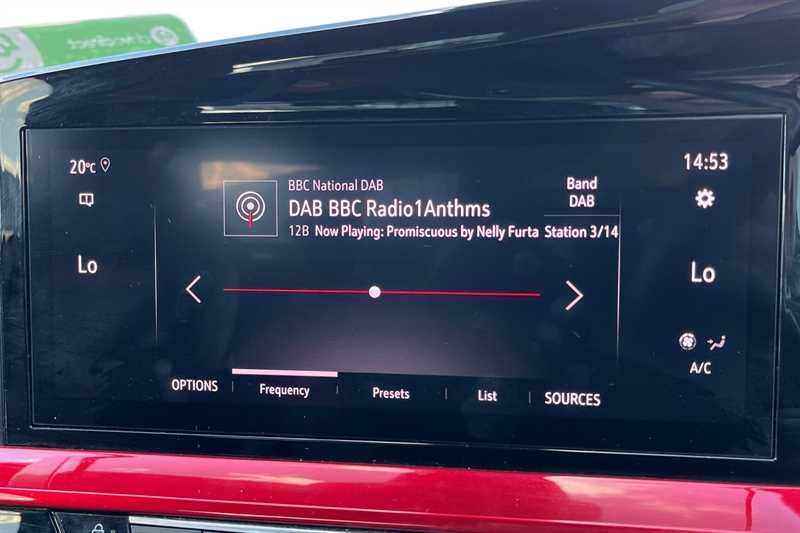 20°C
14:53
BBC National DAB
DAB BBC Radio1Anthms
12B Now Playing: Promiscuous by Nelly Furta Station 3/14
Band
DAB
Lo
Lo
A/C
OPTIONS
Frequency
Presets
List
SOURCES